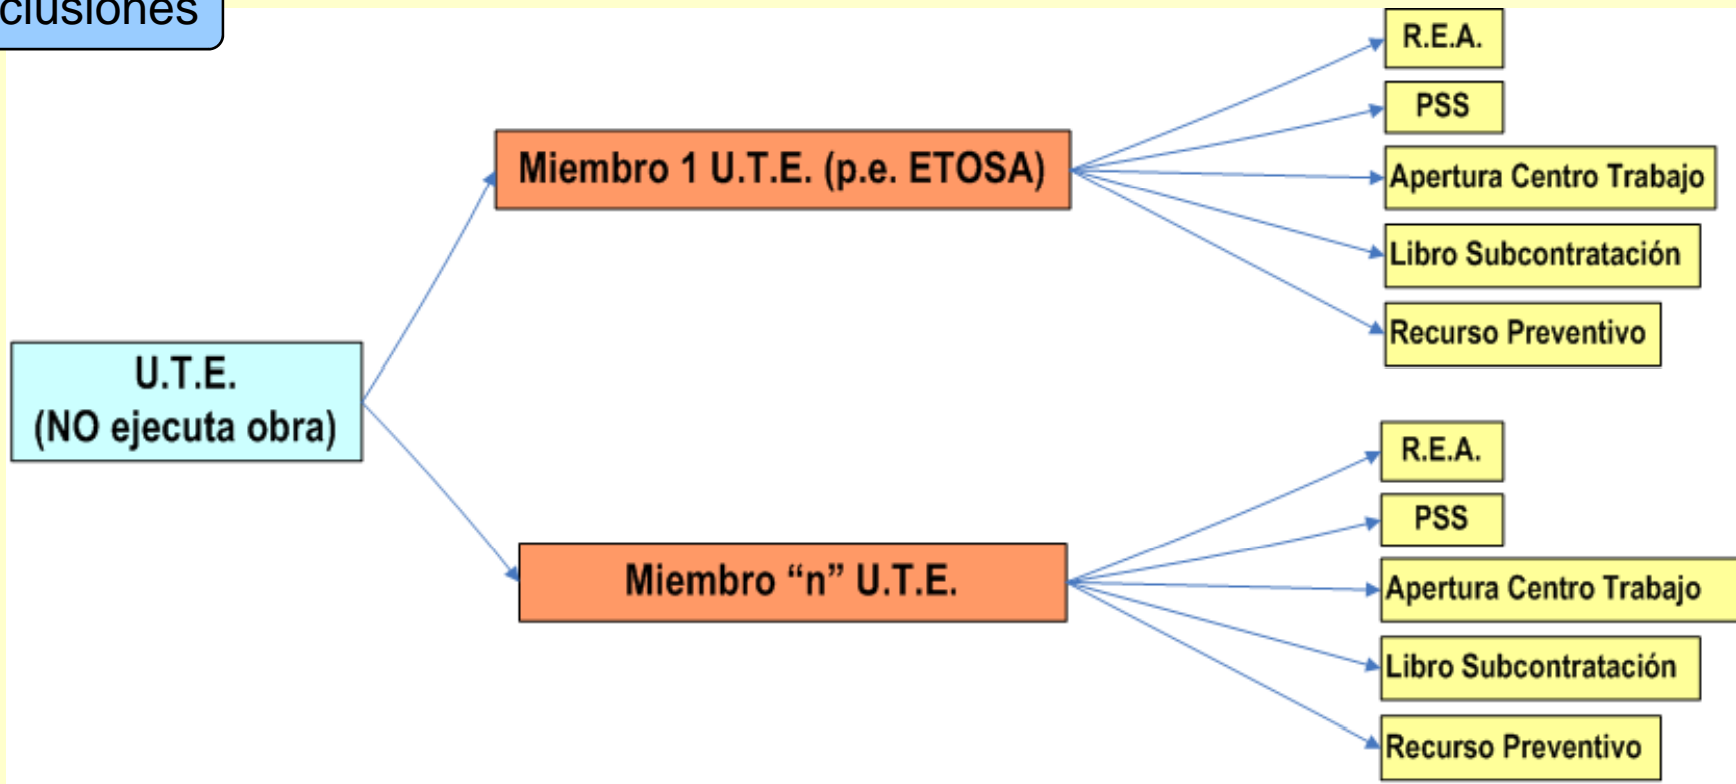 clusiones
R.E.A.
PSS
Miembro 1 U.T.E. (p.e. ETOSA)
Apertura Centro Trabajo
Libro Subcontratación
Recurso Preventivo
U.T.E.
(NO ejecuta obra)
R.E.A.
PSS
Miembro “n” U.T.E.
Apertura Centro Trabajo
Libro Subcontratación
Recurso Preventivo